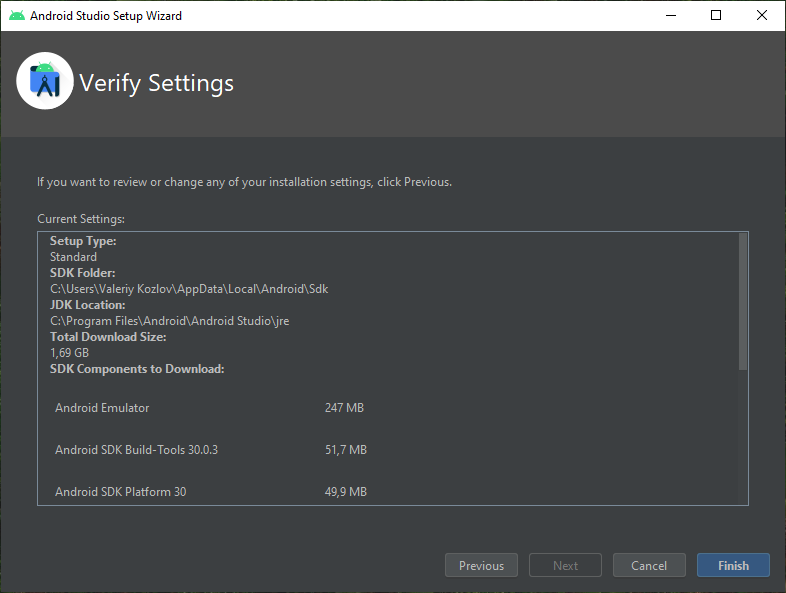 Android Studio Setup Wizard
Verify Settings
If you want to review or change any of your installation settings, click Previous.
Current Settings:
Setup Type:
Standard
SDK Folder:
C:\Users\Valeriy Kozlov\AppData\Local\Android\Sdk
JDK Location:
C:\Program Files\Android\Android Studio\jre
Total Download Size:
1,69 GB
SDK Components to Download:
Android Emulator 247 MB
Android SDK Build-Tools 30.0.3 51,7 MB
Android SDK Platform 30 49,9 MB
Previous Next Cancel Finish